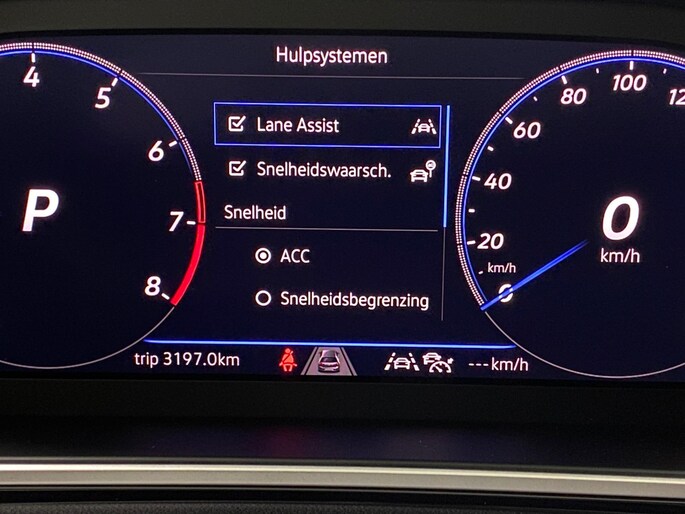 Hulpsystemen
4
5
6
7
8
P
Lane Assist
Snelheidswaarsch.
Snelheid
ACC
Snelheidsbegrenzing
0
20
40
60
80
100
12
km/h
0
km/h
trip 3197.0km
--- km/h